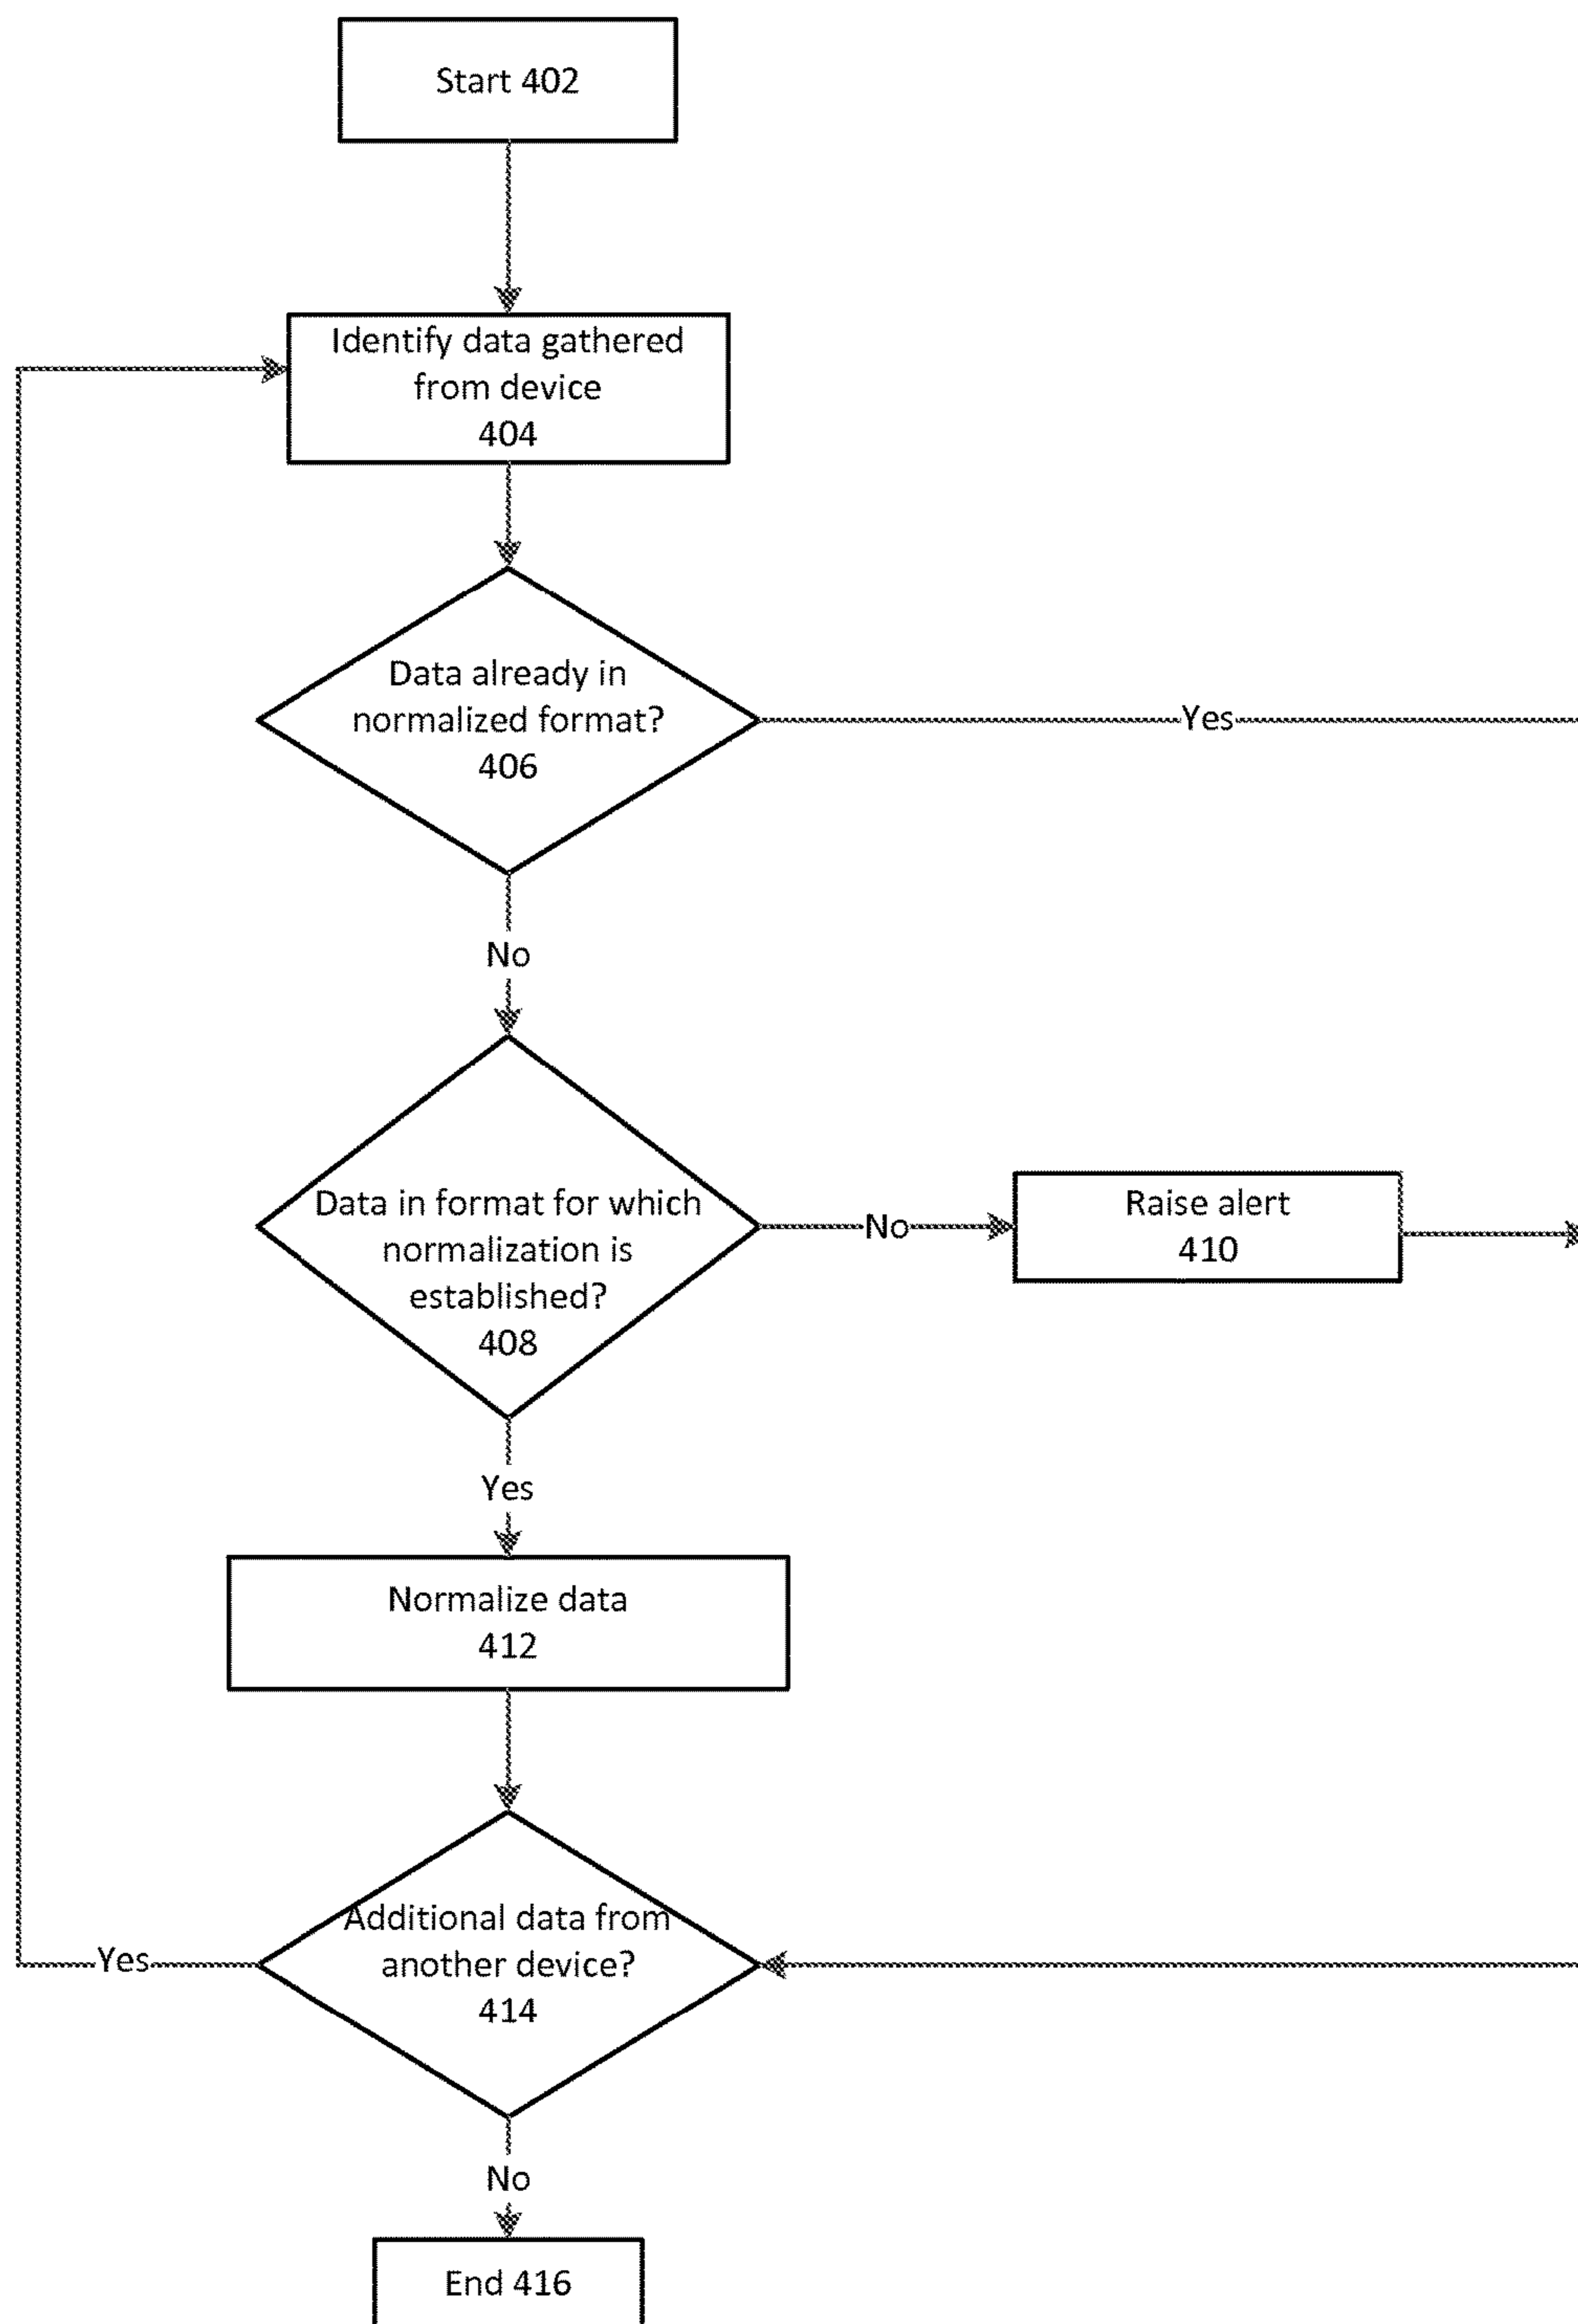 Start 402
Identify data gathered
from device
404
Data already in
normalized format?
406
Yes
No
Data in format for which
normalization is
established?
408
No
Raise alert
410
Yes
Normalize data
412
Additional data from
another device?
414
Yes
No
End 416